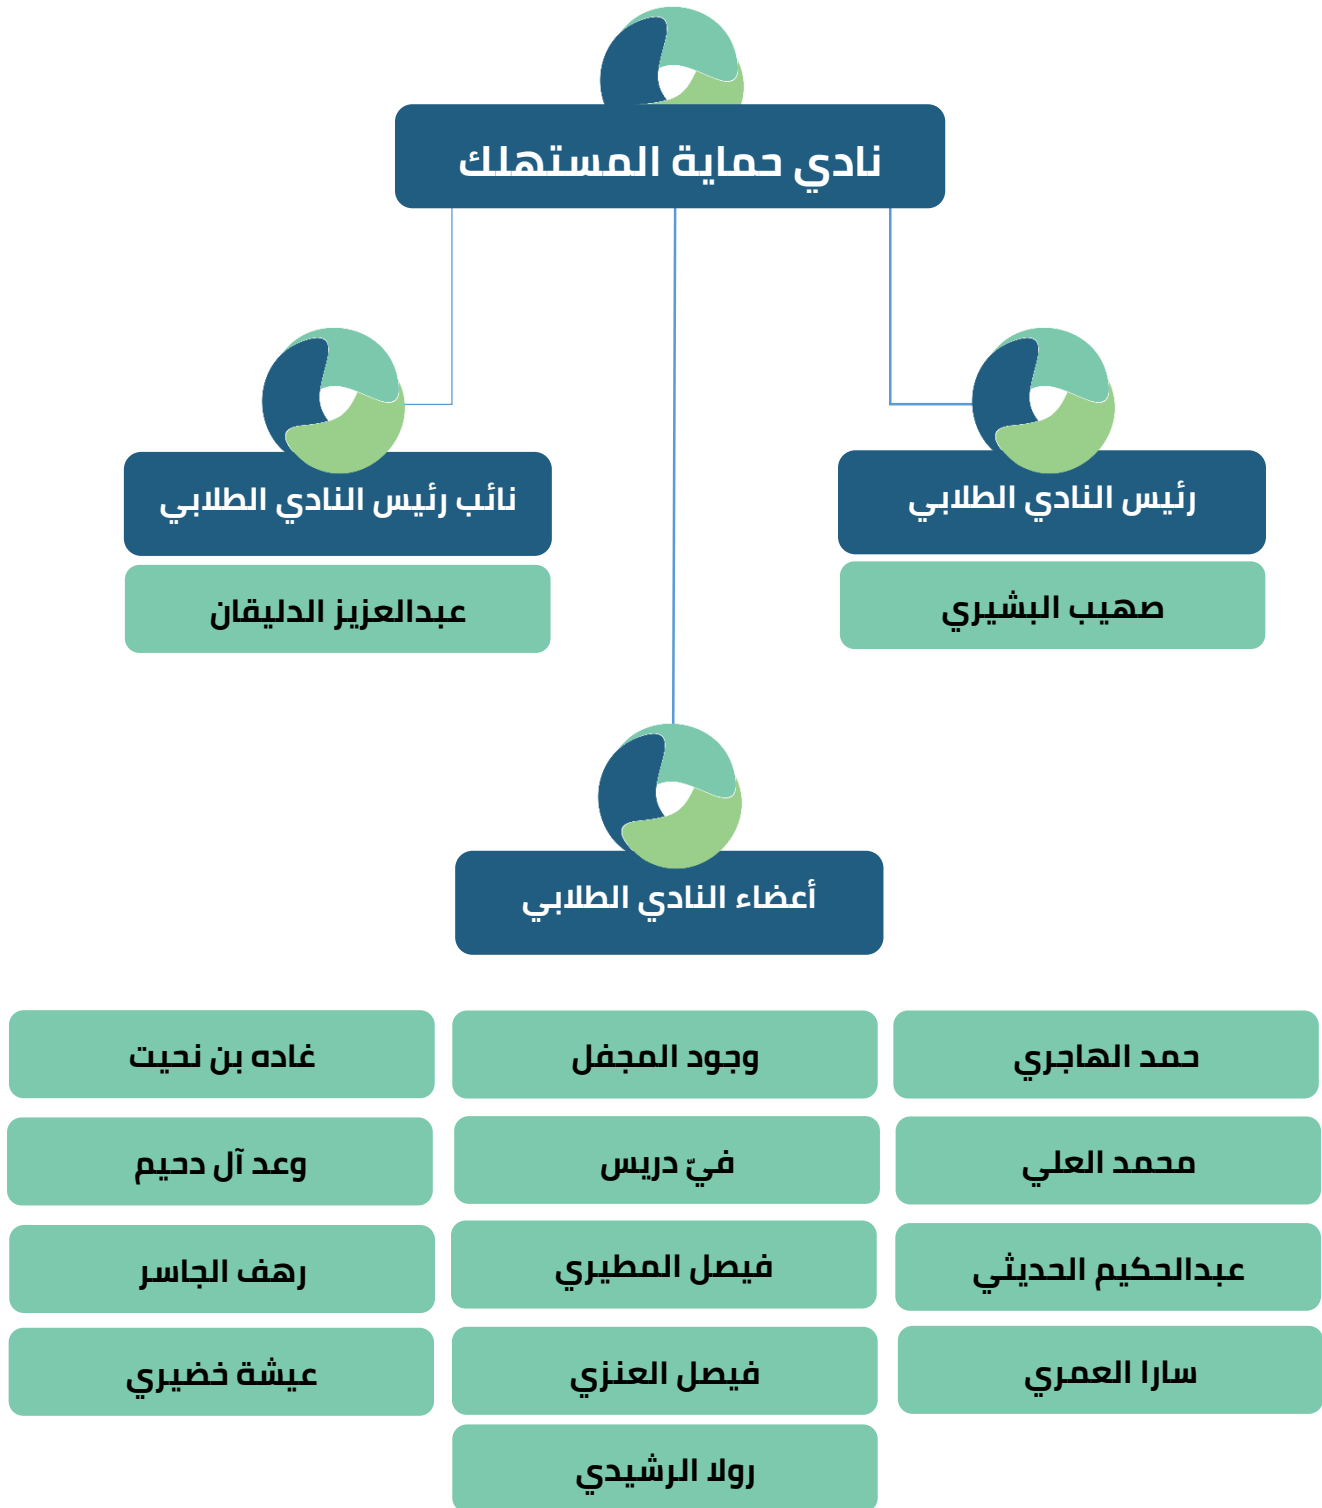 نادي حماية المستهلك
رئيس النادي الطلابي
صهيب البشيري
نائب رئيس النادي الطلابي
عبدالعزيز الدليقان
أعضاء النادي الطلابي
حمد الهاجري
وجود المجفل
غاده بن نحيت
محمد العلي
فيّ دريس
وعد آل دحيم
عبدالحكيم الحديثي
فيصل المطيري
رهف الجاسر
سارا العمري
فيصل العنزي
عيشة خضيري
رولا الرشيدي